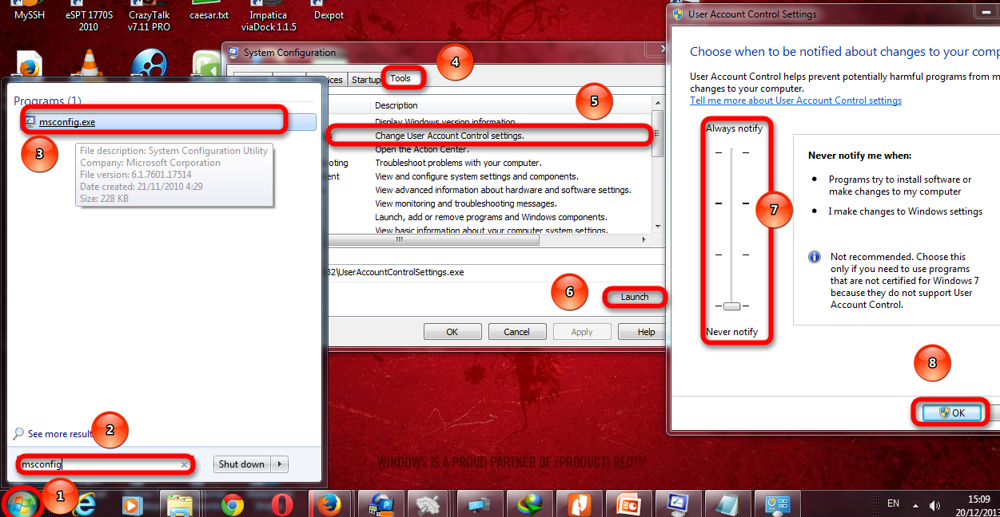 MySSH
eSPT 1770S
2010
CrazyTalk
v7.11 PRO
caesar.txt
Impatica
viaDock 1.1.5
Dexpot
Programs (1)
msconfig.exe
3
File description: System Configuration Utility
Company: Microsoft Corporation
File version: 6.1.7601.17514
Date created: 21/11/2010 4:29
Size: 228 KB
See more result
2
msconfig
Shut down
1
System Configuration
4
ices
Startup
Tools
5
Description
Display Windows version information.
Change User Account Control settings.
Open the Action Center.
oting
Troubleshoot problems with your computer.
ent
View and configure system settings and components.
View advanced information about hardware and software settings.
View monitoring and troubleshooting messages.
Launch, add or remove programs and Windows components.
View basic information about your computer system settings.
32\UserAccountControlSettings.exe
6
Launch
OK
Cancel
Apply
Help
User Account Control Settings
Choose when to be notified about changes to your comp
User Account Control helps prevent potentially harmful programs from m
changes to your computer.
Tell me more about User Account Control settings
Always notify
7
Never notify
Never notify me when:
Programs try to install software or
make changes to my computer
I make changes to Windows settings
Not recommended. Choose this
only if you need to use programs
that are not certified for Windows 7
because they do not support User
Account Control.
8
OK
WINDOWS IS A PROUD PARTNER OF (PRODUCT) RED™
EN
15:09
20/12/2013